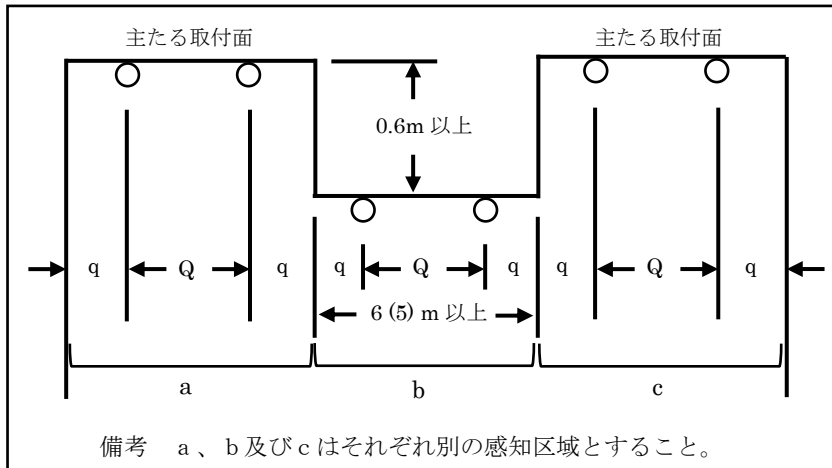 主たる取付面 主たる取付面
0.6m 以上
q Q q q Q q q Q q
6 (5) m 以上
a b c
備考 a、b及びcはそれぞれ別の感知区域とすること。